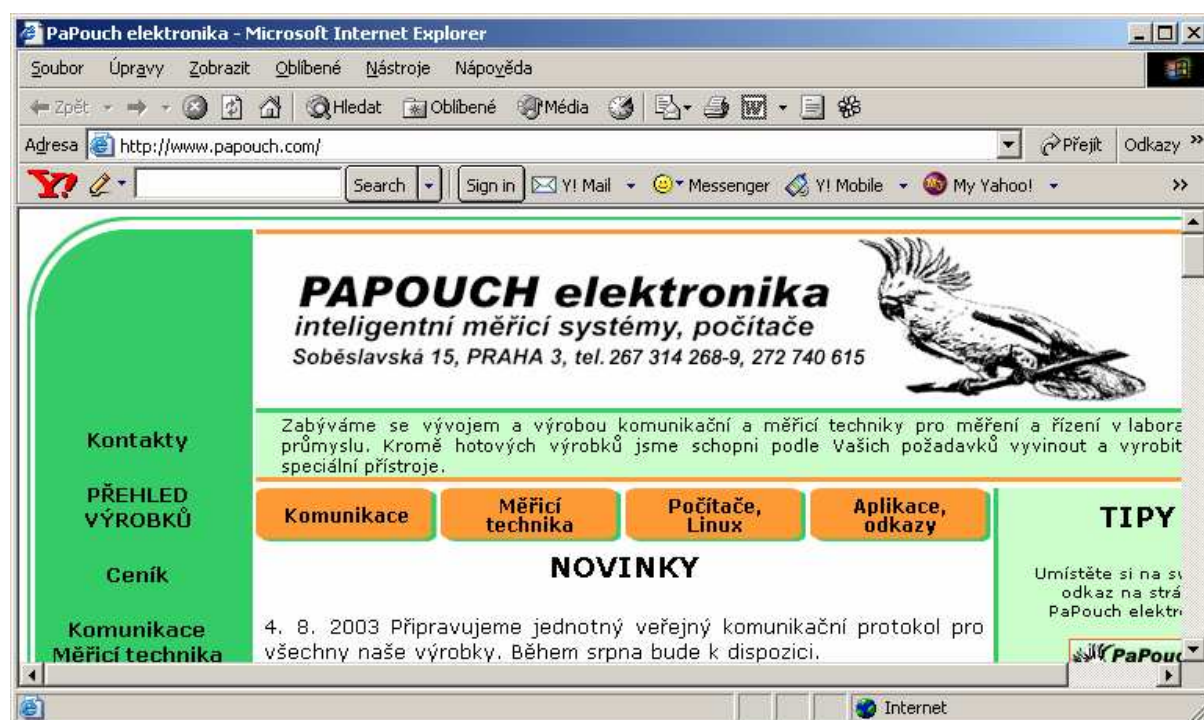 PaPouch elektronika - Microsoft Internet Explorer
Soubor Úpravy Zobrazit Oblíbené Nástroje Nápověda
Zpět Hledat Oblíbené Média
Adresa http://www.papouch.com/ Přejít Odkazy »
Y! Search Sign in Y! Mail Messenger Y! Mobile My Yahoo! »
PAPOUCH elektronika
inteligentní měřicí systémy, počítače
Soběslavská 15, PRAHA 3, tel. 267 314 268-9, 272 740 615
Zabýváme se vývojem a výrobou komunikační a měřicí techniky pro měření a řízení v labora
průmyslu. Kromě hotových výrobků jsme schopni podle Vašich požadavků vyvinout a vyrobit
speciální přístroje.
Kontakty
PŘEHLED
VÝROBKŮ
Ceník
Komunikace
Měřicí technika
Komunikace
Měřicí
technika
Počítače,
Linux
Aplikace,
odkazy
NOVINKY
4. 8. 2003 Připravujeme jednotný veřejný komunikační protokol pro
všechny naše výrobky. Během srpna bude k dispozici.
TIPY
Umístěte si na
odkaz na strá
PaPouch elektr
PaPouc
Internet